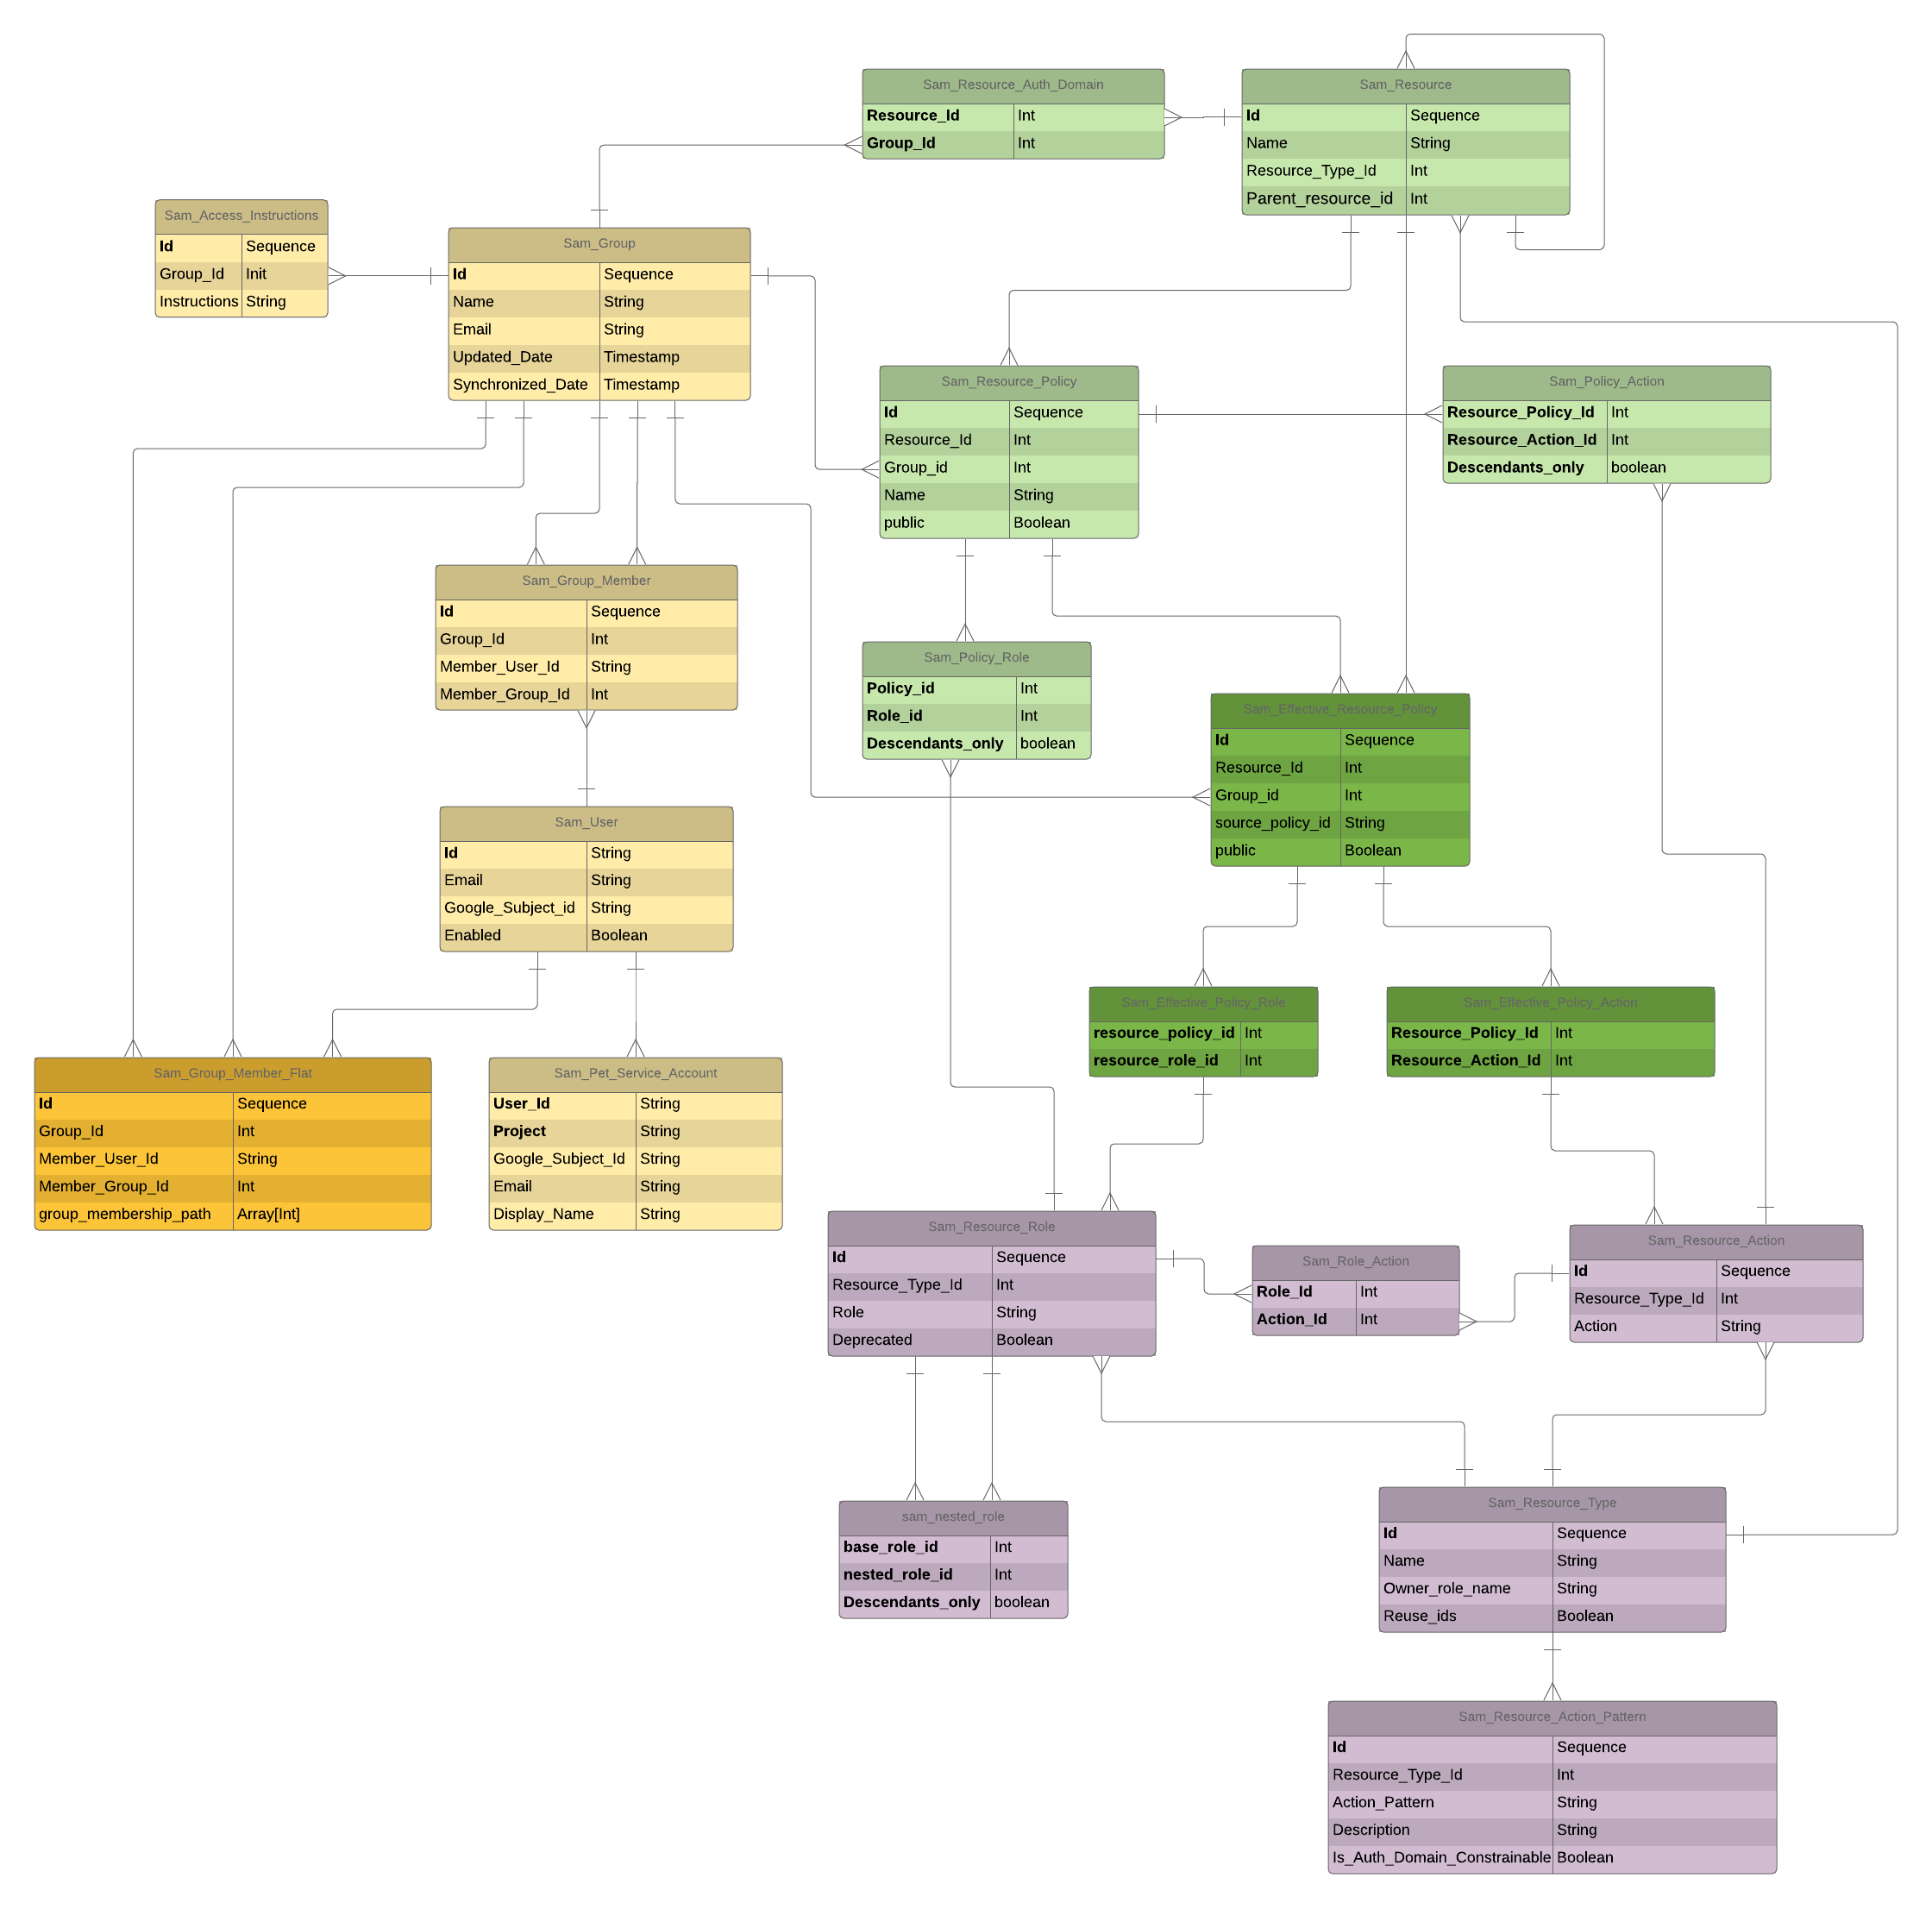 Sam_Resource_Auth_Domain
Resource_Id Int
Group_Id Int
Sam_Resource
Id Sequence
Name String
Resource_Type_Id Int
Parent_resource_id Int
Sam_Access_Instructions
Id Sequence
Group_Id Init
Instructions String
Sam_Group
Id Sequence
Name String
Email String
Updated_Date Timestamp
Synchronized_Date Timestamp
Sam_Resource_Policy
Id Sequence
Resource_Id Int
Group_id Int
Name String
public Boolean
Sam_Policy_Action
Resource_Policy_Id Int
Resource_Action_Id Int
Descendants_only boolean
Sam_Group_Member
Id Sequence
Group_Id Int
Member_User_Id String
Member_Group_Id Int
Sam_Policy_Role
Policy_id Int
Role_id Int
Descendants_only boolean
Sam_Effective_Resource_Policy
Id Sequence
Resource_Id Int
Group_id Int
source_policy_id String
public Boolean
Sam_User
Id String
Email String
Google_Subject_id String
Enabled Boolean
Sam_Effective_Policy_Role
resource_policy_id Int
resource_role_id Int
Sam_Effective_Policy_Action
Resource_Policy_Id Int
Resource_Action_Id Int
Sam_Group_Member_Flat
Id Sequence
Group_Id Int
Member_User_Id String
Member_Group_Id Int
group_membership_path Array[Int]
Sam_Pet_Service_Account
User_Id String
Project String
Google_Subject_Id String
Email String
Display_Name String
Sam_Resource_Role
Id Sequence
Resource_Type_Id Int
Role String
Deprecated Boolean
Sam_Role_Action
Role_Id Int
Action_Id Int
Sam_Resource_Action
Id Sequence
Resource_Type_Id Int
Action String
sam_nested_role
base_role_id Int
nested_role_id Int
Descendants_only boolean
Sam_Resource_Type
Id Sequence
Name String
Owner_role_name String
Reuse_ids Boolean
Sam_Resource_Action_Pattern
Id Sequence
Resource_Type_Id Int
Action_Pattern String
Description String
Is_Auth_Domain_Constrainable Boolean